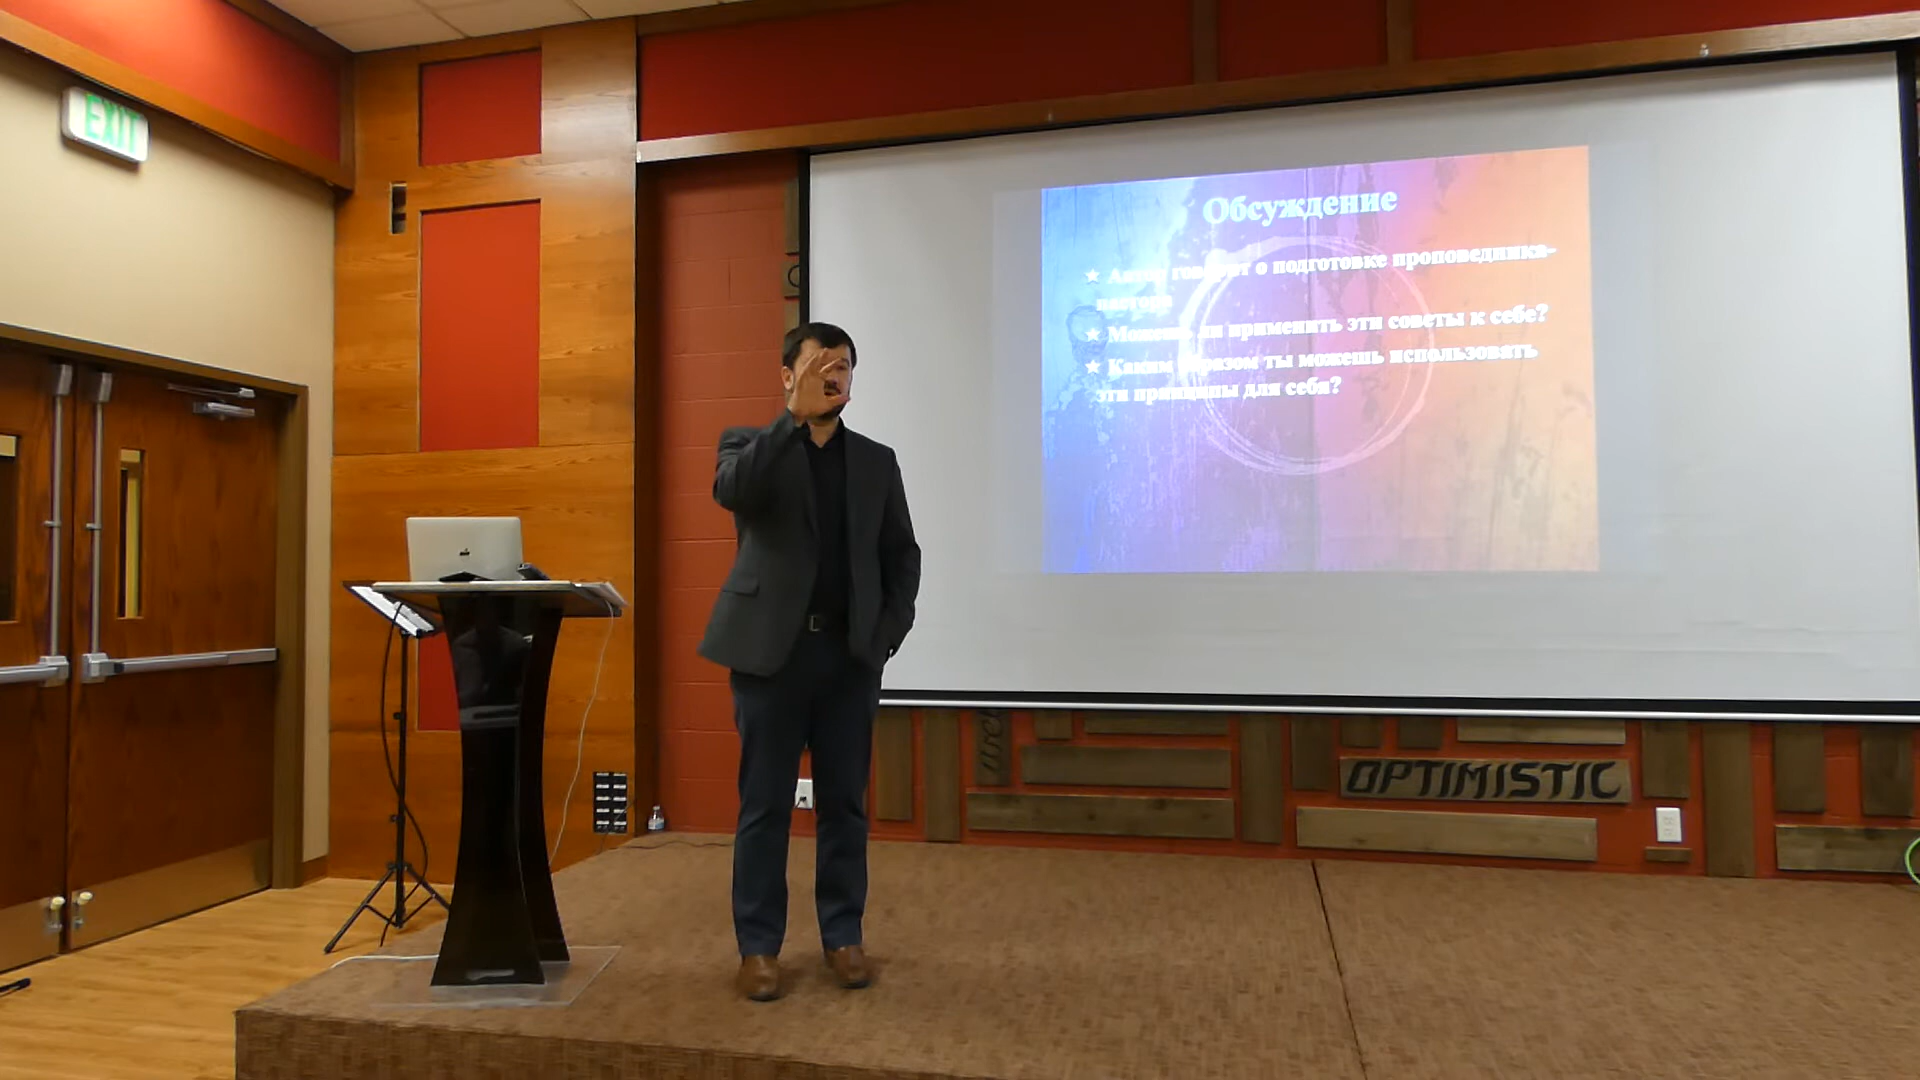 EXIT
Обсуждение
★ Автор говорит о подготовке проповедника-
пастора
★ Можешь ли применить эти советы к себе?
★ Каким образом ты можешь использовать
эти принципы для себя?
OPTIMISTIC